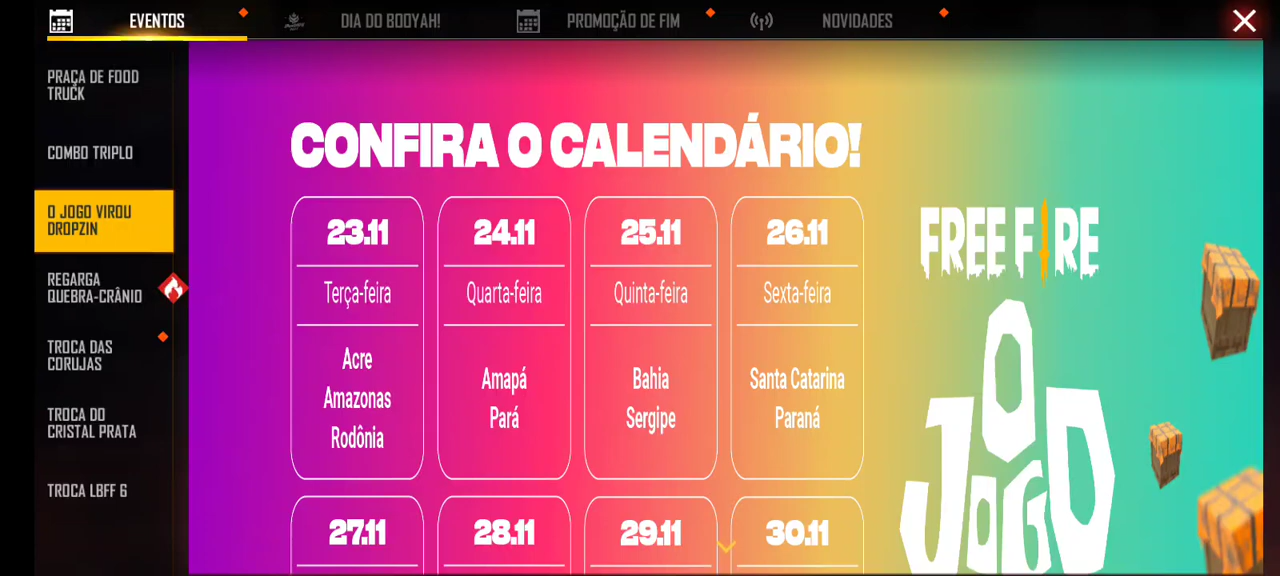 EVENTOS
DIA DO BOOYAH!
PROMOÇÃO DE FIM
NOVIDADES
PRAÇA DE FOOD
TRUCK
COMBO TRIPLO
O JOGO VIROU
DROPZIN
REGARGA
QUEBRA-CRÂNIO
TROCA DAS
CORUJAS
TROCA DO
CRISTAL PRATA
TROCA LBFF 6
CONFIRA O CALENDÁRIO!
23.11
Terça-feira
Acre
Amazonas
Rodônia
24.11
Quarta-feira
Amapá
Pará
25.11
Quinta-feira
Bahia
Sergipe
26.11
Sexta-feira
Santa Catarina
Paraná
27.11
28.11
29.11
30.11
FREE FIRE
O
JOGO